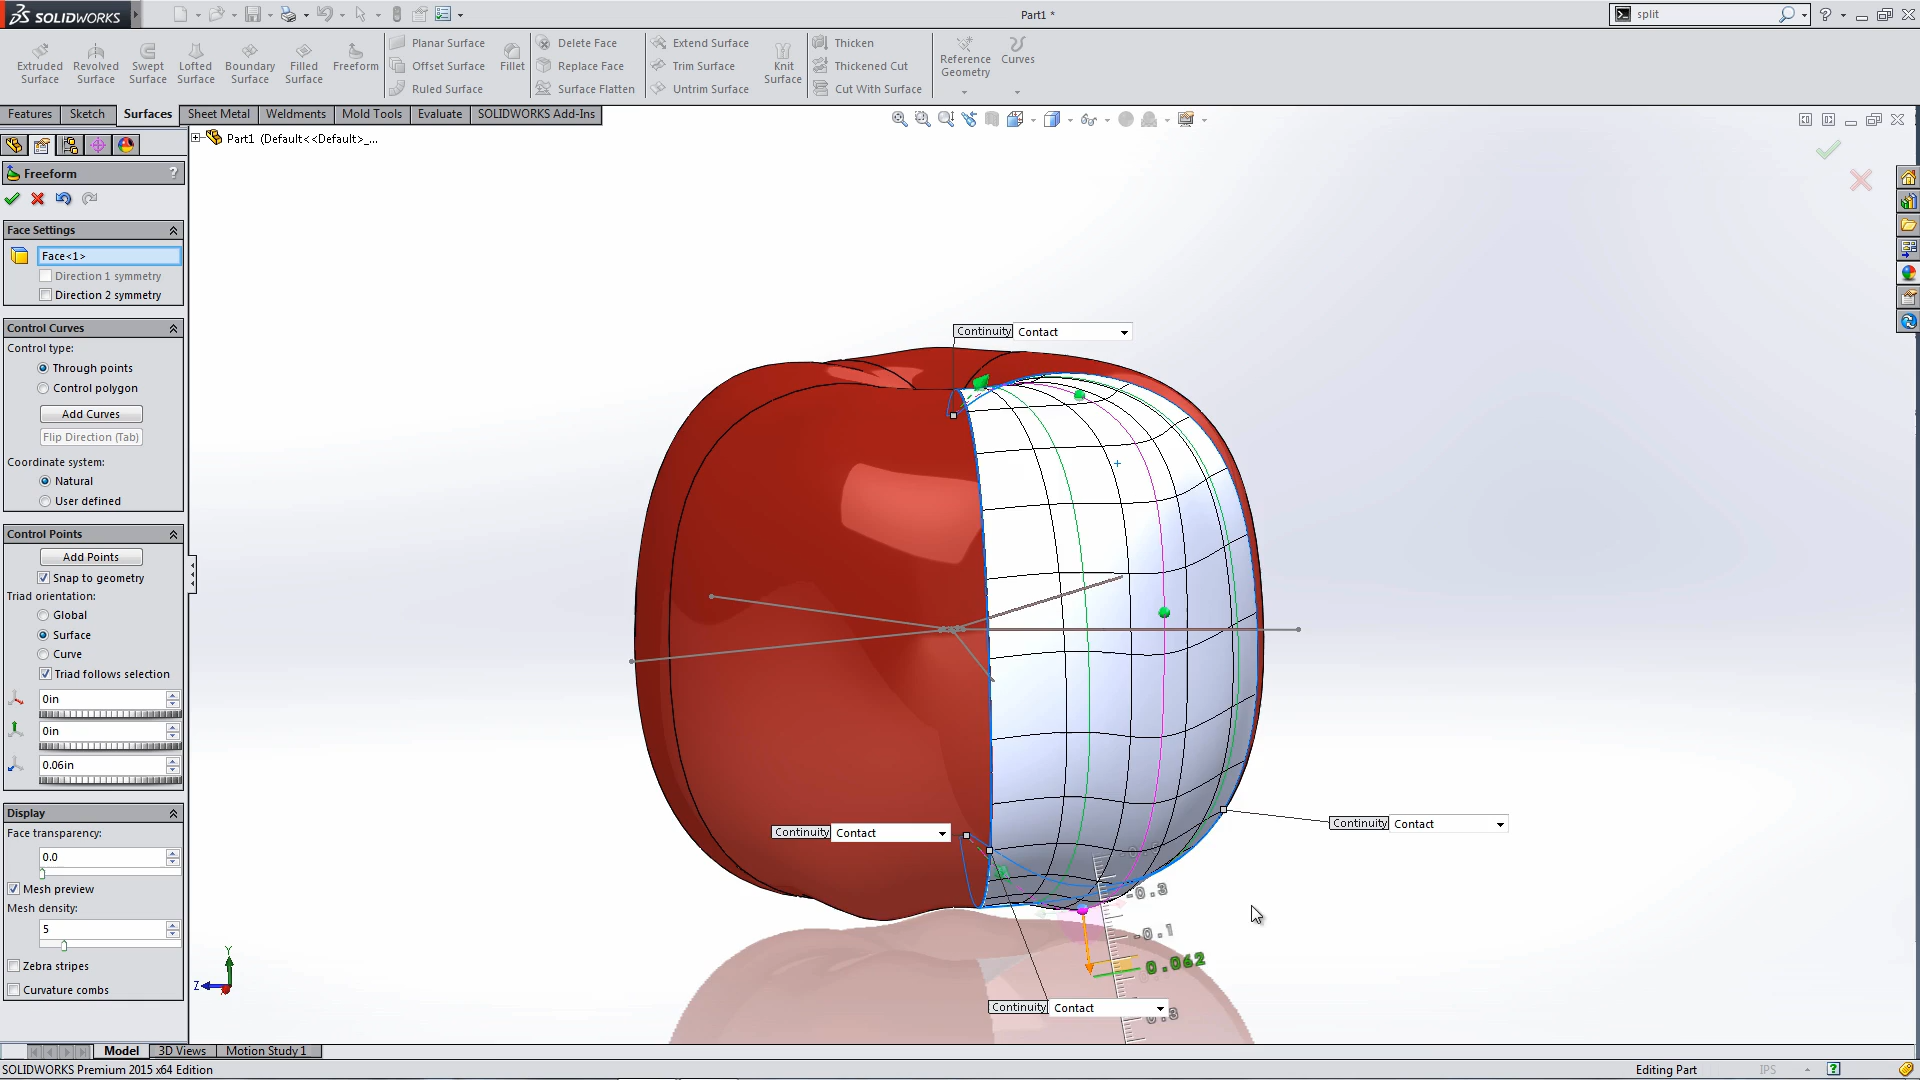 SOLIDWORKS
Part1 *
split
Extruded Surface
Revolved Surface
Swept Surface
Lofted Surface
Boundary Surface
Filled Surface
Freeform
Planar Surface
Offset Surface
Ruled Surface
Fillet
Delete Face
Replace Face
Surface Flatten
Extend Surface
Trim Surface
Untrim Surface
Knit Surface
Thicken
Thickened Cut
Cut With Surface
Reference Geometry
Curves
Features
Sketch
Surfaces
Sheet Metal
Weldments
Mold Tools
Evaluate
SOLIDWORKS Add-Ins
Part1 (Default<<Default>_...
Freeform
?
Face Settings
Face<1>
Direction 1 symmetry
Direction 2 symmetry
Control Curves
Control type:
Through points
Control polygon
Add Curves
Flip Direction (Tab)
Coordinate system:
Natural
User defined
Control Points
Add Points
Snap to geometry
Triad orientation:
Global
Surface
Curve
Triad follows selection
0in
0in
0.06in
Display
Face transparency:
0.0
Mesh preview
Mesh density:
5
Zebra stripes
Curvature combs
Continuity Contact
Continuity Contact
Continuity Contact
Continuity Contact
-0.3
-0.1
0.062
Y
Z
Model
3D Views
Motion Study 1
SOLIDWORKS Premium 2015 x64 Edition
Editing Part
IPS